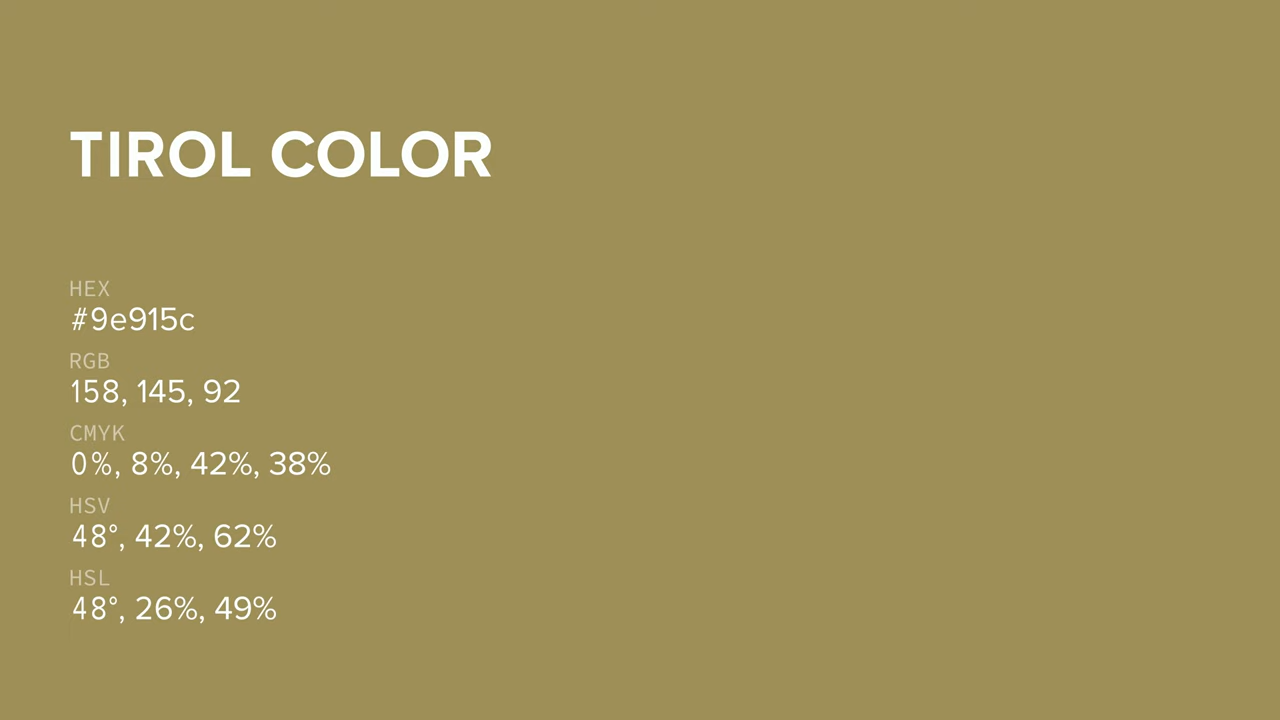 TIROL COLOR
HEX
#9e915c
RGB
158, 145, 92
CMYK
0%, 8%, 42%, 38%
HSV
48°, 42%, 62%
HSL
48°, 26%, 49%